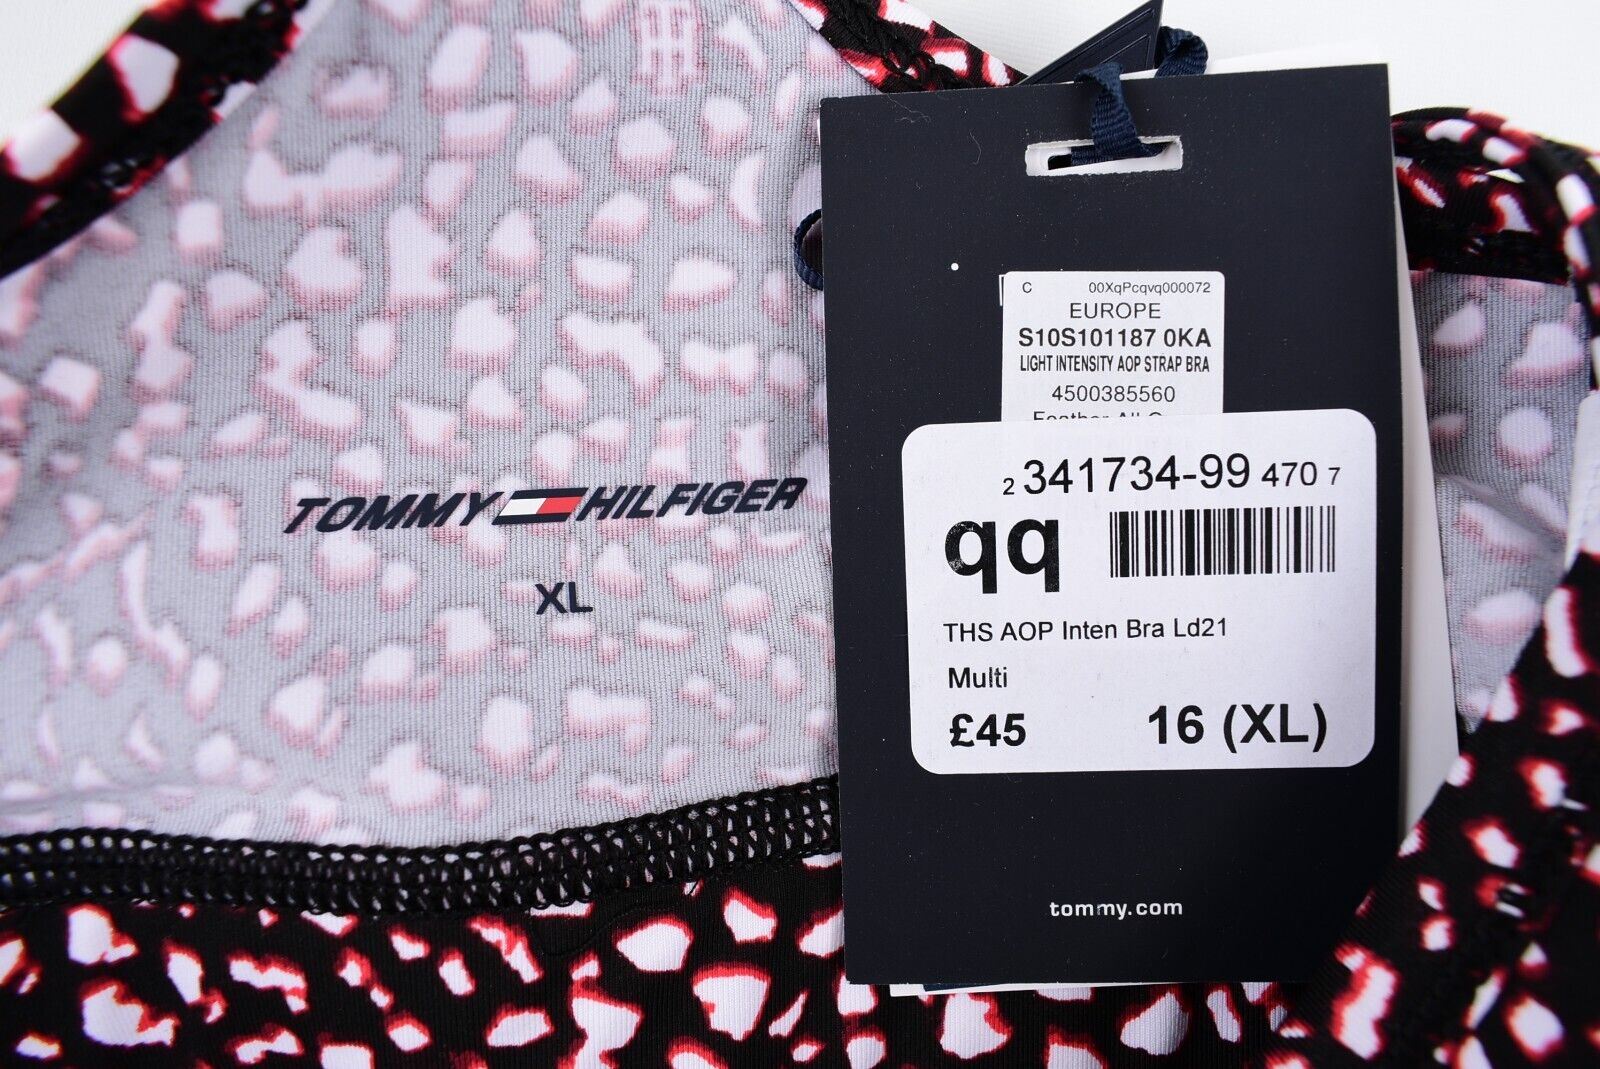 TH
TOMMY HILFIGER
XL
C 00XqPcqvq000072
EUROPE
S10S101187 0KA
LIGHT INTENSITY AOP STRAP BRA
4500385560
2 341734-99 470 7
qq
THS AOP Inten Bra Ld21
Multi
£45 16 (XL)
tommy.com